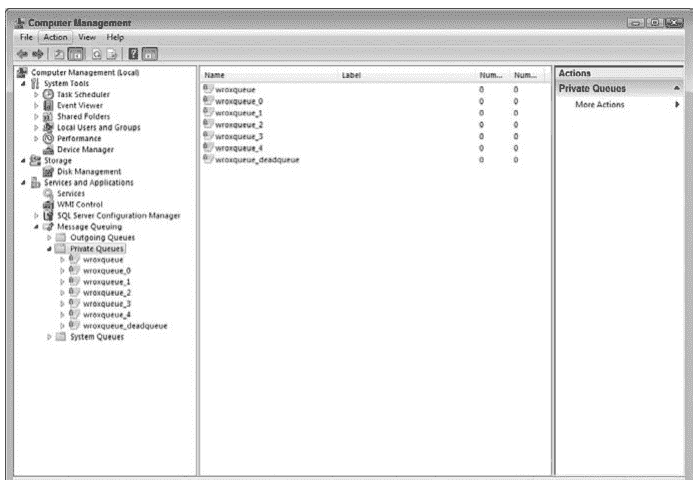 Computer Management
File Action View Help
Computer Management (Local)
System Tools
Task Scheduler
Event Viewer
Shared Folders
Local Users and Groups
Performance
Device Manager
Storage
Disk Management
Services and Applications
Services
WMI Control
SQL Server Configuration Manager
Message Queuing
Outgoing Queues
Private Queues
wroxqueue
wroxqueue_0
wroxqueue_1
wroxqueue_2
wroxqueue_3
wroxqueue_4
wroxqueue_deadqueue
System Queues
Name Label Num... Num...
wroxqueue 0 0
wroxqueue_0 0 0
wroxqueue_1 0 0
wroxqueue_2 0 0
wroxqueue_3 0 0
wroxqueue_4 0 0
wroxqueue_deadqueue 0 0
Actions
Private Queues
More Actions